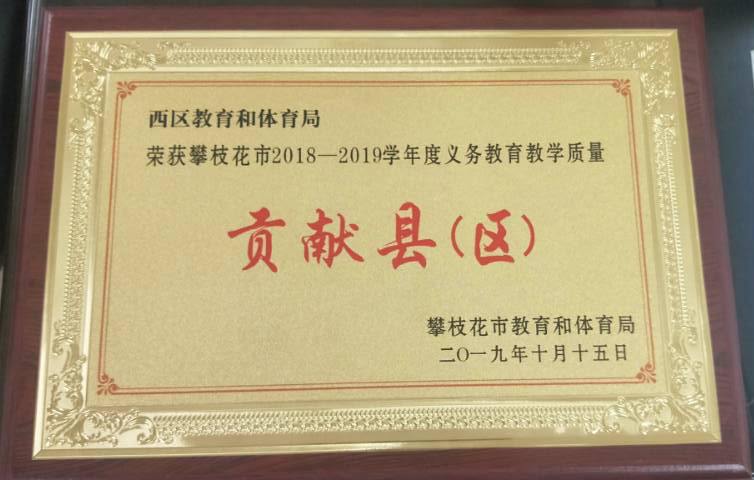 西区教育和体育局
荣获攀枝花市2018—2019学年度义务教育教学质量
贡献县(区)
攀枝花市教育和体育局
二〇一九年十月十五日